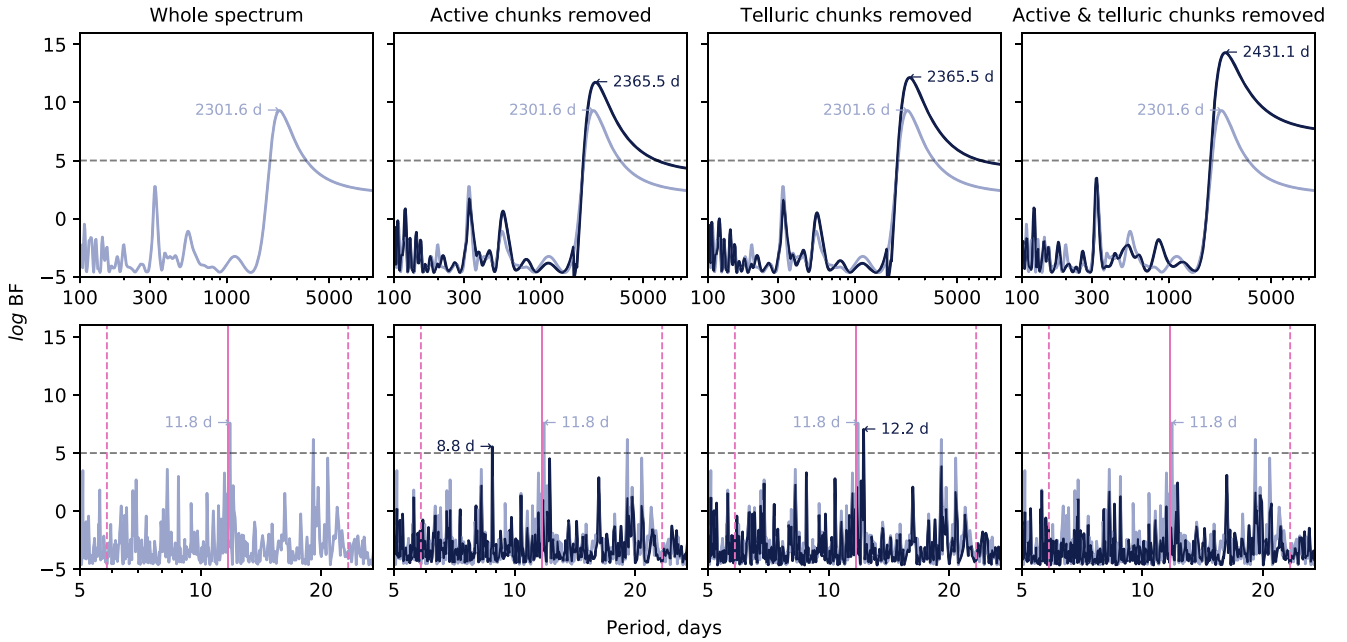 Whole spectrum
Active chunks removed
Telluric chunks removed
Active & telluric chunks removed
15
10
5
0
−5
2301.6 d
2365.5 d
2301.6 d
2365.5 d
2301.6 d
2431.1 d
2301.6 d
100 300 1000 5000
100 300 1000 5000
100 300 1000 5000
100 300 1000 5000
log BF
15
10
5
0
−5
11.8 d
8.8 d
11.8 d
11.8 d
12.2 d
11.8 d
5 10 20
5 10 20
5 10 20
5 10 20
Period, days